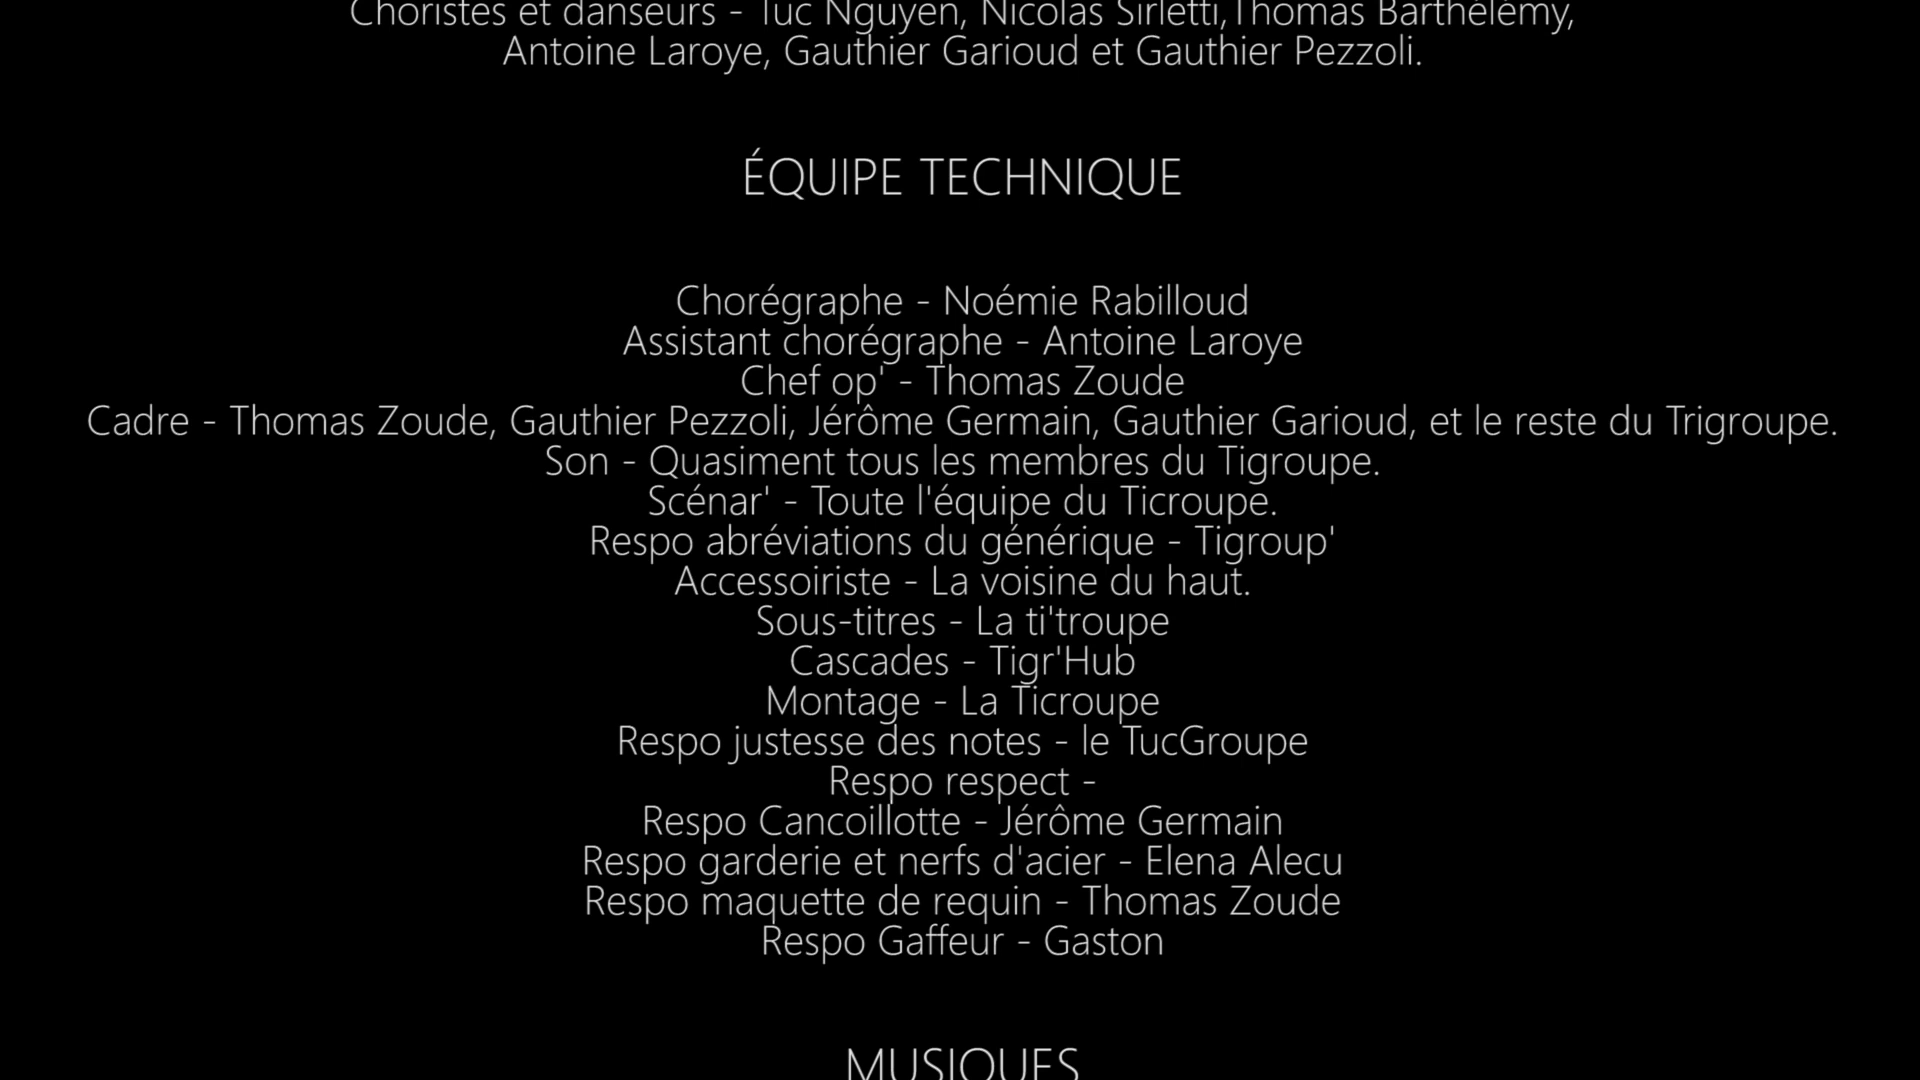 Choristes et danseurs - Tuc Nguyen, Nicolas Sirletti,Thomas Barthélémy,
Antoine Laroye, Gauthier Garioud et Gauthier Pezzoli.
ÉQUIPE TECHNIQUE
Chorégraphe - Noémie Rabilloud
Assistant chorégraphe - Antoine Laroye
Chef op' - Thomas Zoude
Cadre - Thomas Zoude, Gauthier Pezzoli, Jérôme Germain, Gauthier Garioud, et le reste du Trigroupe.
Son - Quasiment tous les membres du Tigroupe.
Scénar' - Toute l'équipe du Ticroupe.
Respo abréviations du générique - Tigroup'
Accessoiriste - La voisine du haut.
Sous-titres - La ti'troupe
Cascades - Tigr'Hub
Montage - La Ticroupe
Respo justesse des notes - le TucGroupe
Respo respect -
Respo Cancoillotte - Jérôme Germain
Respo garderie et nerfs d'acier - Elena Alecu
Respo maquette de requin - Thomas Zoude
Respo Gaffeur - Gaston
MUSIQUES